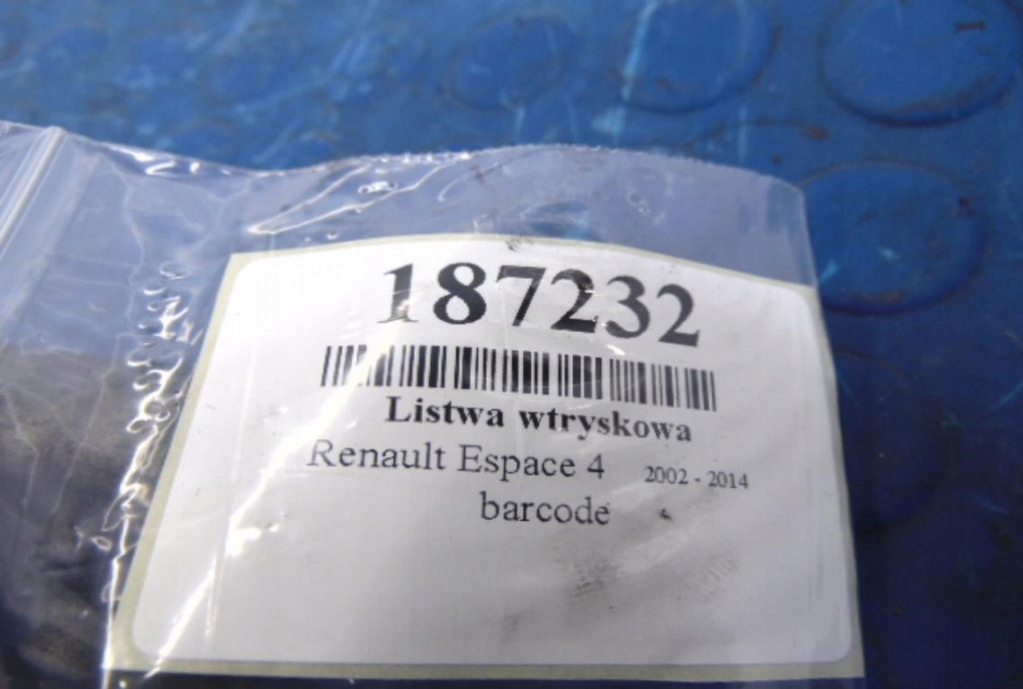 187232
Listwa wtryskowa
Renault Espace 4 2002 - 2014
barcode